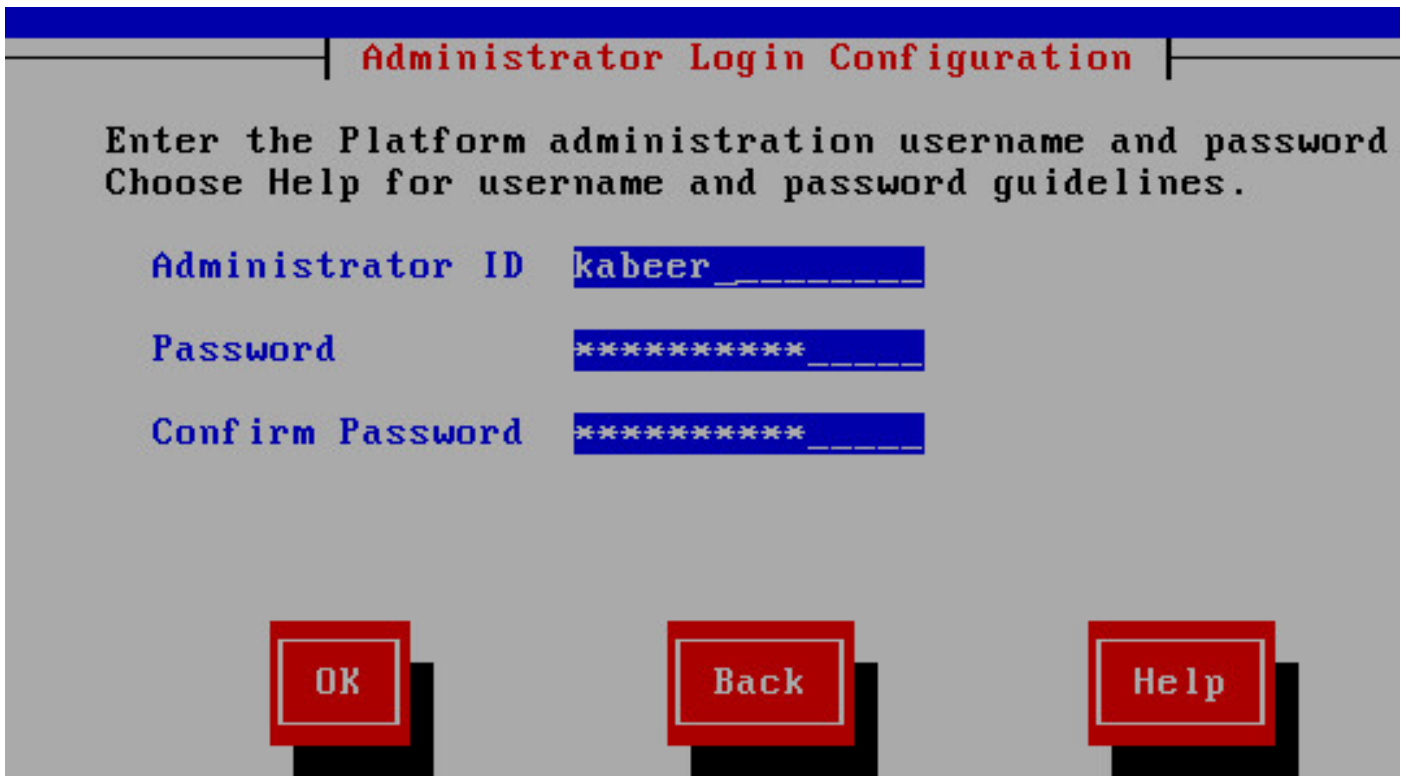 Administrator Login Configuration
Enter the Platform administration username and password
Choose Help for username and password guidelines.
Administrator ID kabeer_________
Password **********_____
Confirm Password **********_____
OK Back Help